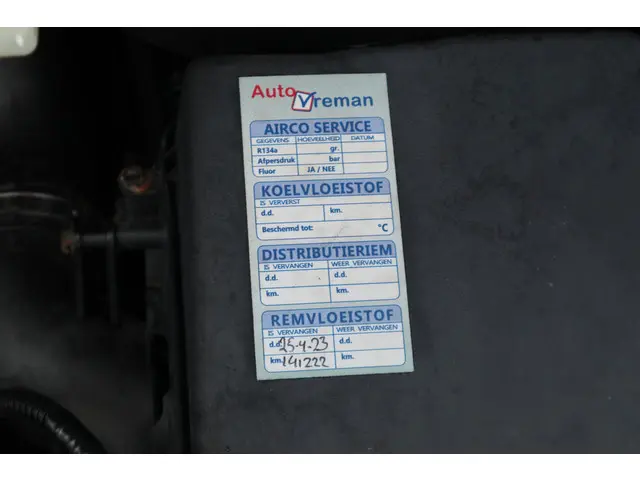 Auto Vreman
AIRCO SERVICE
GEGEVENS HOEVEELHEID DATUM
R134a gr.
Afpersdruk bar
Fluor JA / NEE
KOELVLOEISTOF
IS VERVERST
d.d. km.
Beschermd tot: °C
DISTRIBUTIERIEM
IS VERVANGEN WEER VERVANGEN
d.d. d.d.
km. km.
REMVLOEISTOF
IS VERVANGEN WEER VERVANGEN
d.d. 25-4-23 d.d.
km. 141222 km.